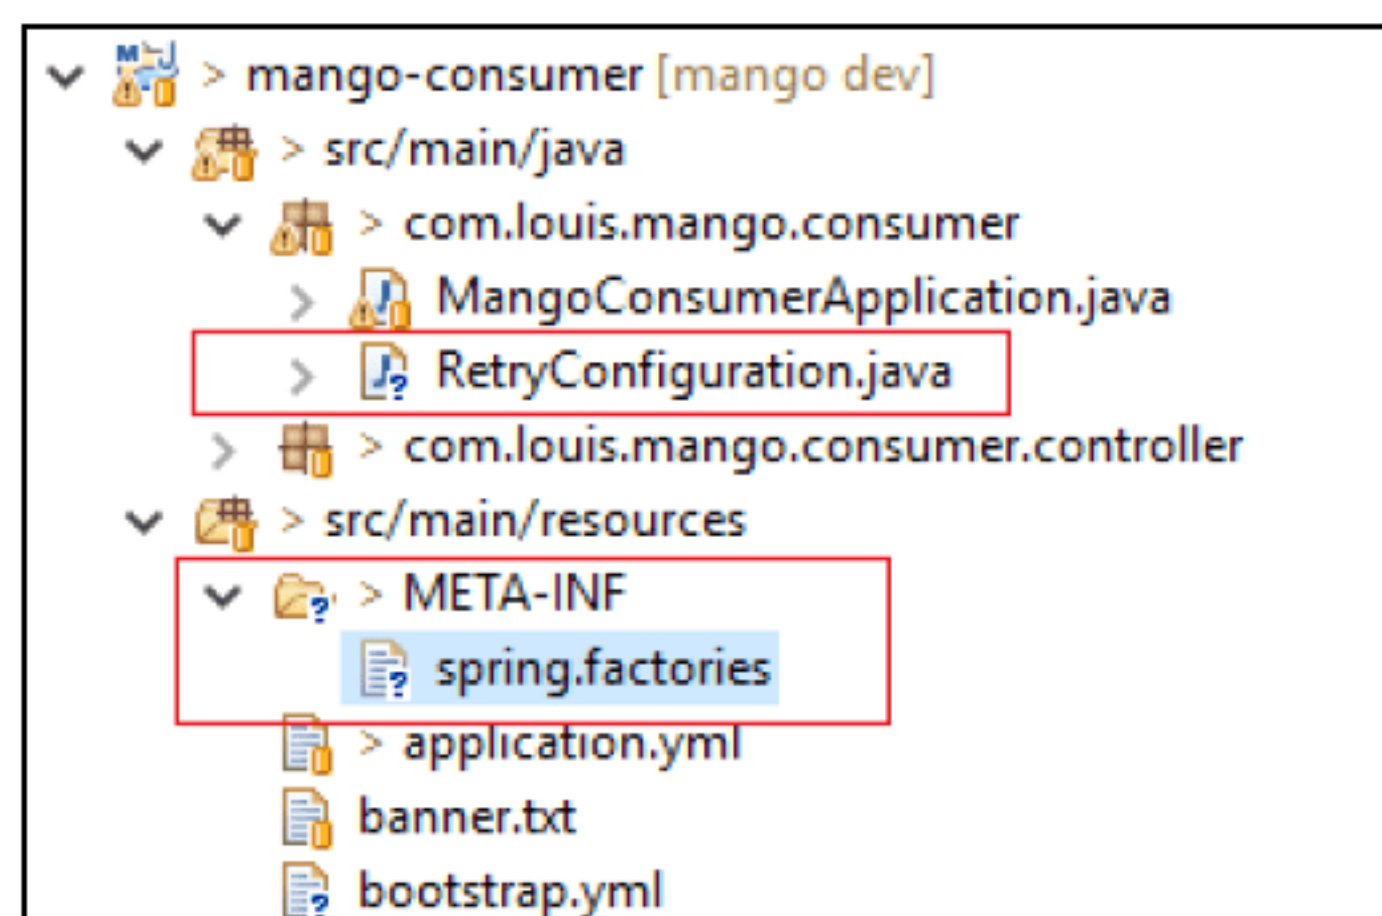 > mango-consumer [mango dev]
> src/main/java
> com.louis.mango.consumer
MangoConsumerApplication.java
RetryConfiguration.java
> com.louis.mango.consumer.controller
> src/main/resources
> META-INF
spring.factories
> application.yml
banner.txt
bootstrap.yml